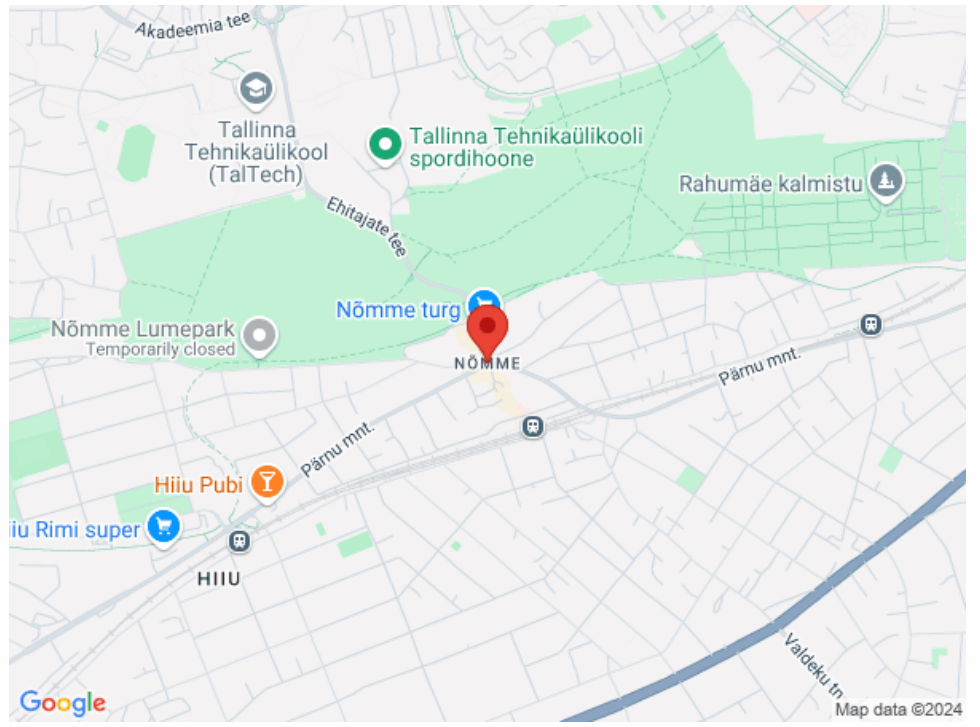 Akadeemia tee
Tallinna
Tehnikaülikool
(TalTech)
Tallinna Tehnikaülikooli
spordihoone
Rahumäe kalmistu
Ehitajate tee
Nõmme turg
Nõmme Lumepark
Temporarily closed
NÕMME
Pärnu mnt.
Pärnu mnt.
Hiiu Pubi
iiu Rimi super
HIIU
Valdeku tn
Google
Map data ©2024